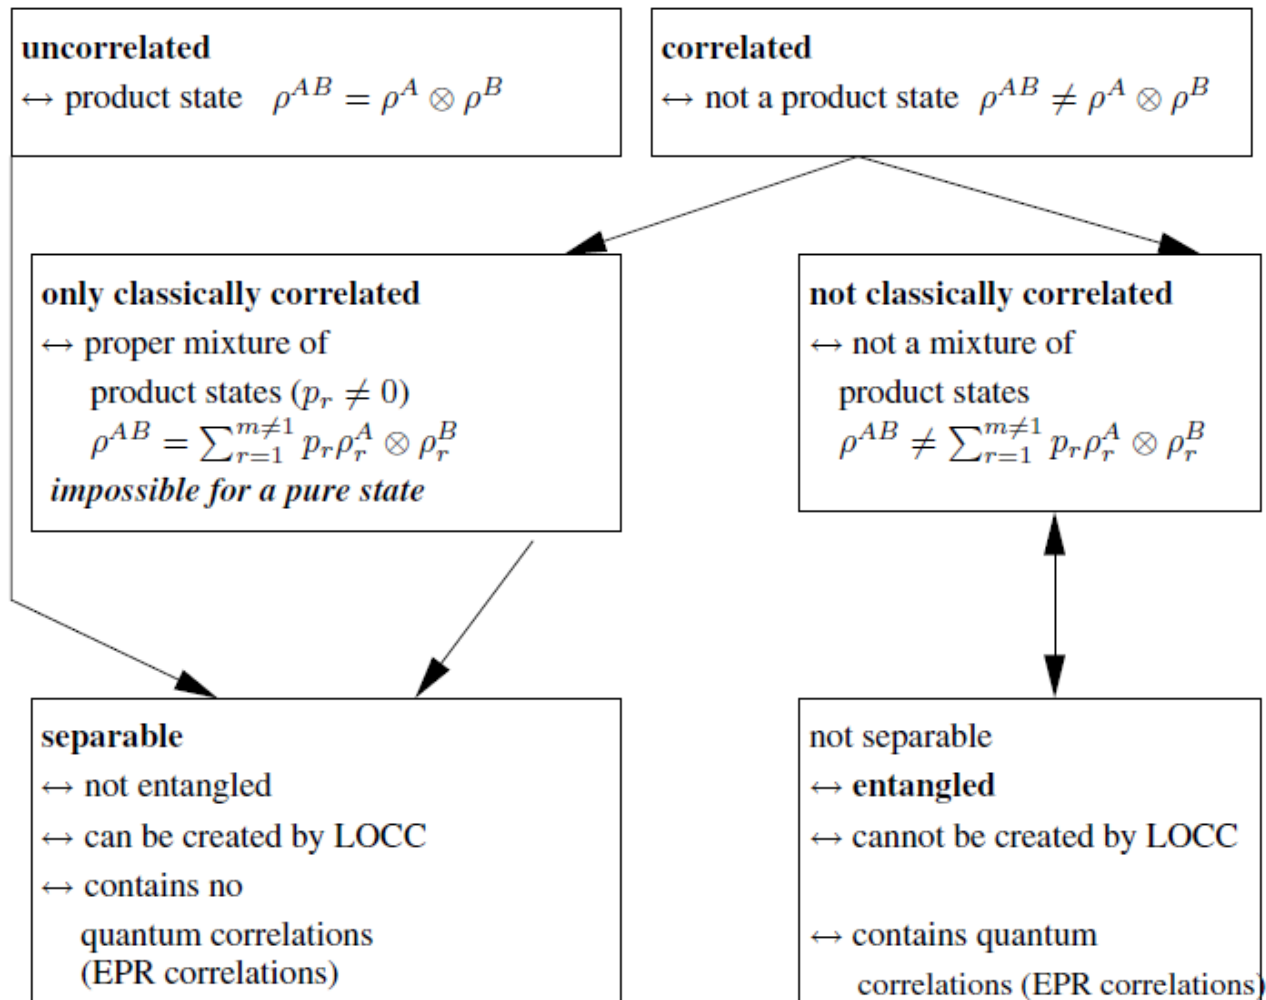 uncorrelated
↔ product state ρ^{AB} = ρ^A ⊗ ρ^B
correlated
↔ not a product state ρ^{AB} ≠ ρ^A ⊗ ρ^B
only classically correlated
↔ proper mixture of
product states (p_r ≠ 0)
ρ^{AB} = ∑_{r=1}^{m≠1} p_r ρ_r^A ⊗ ρ_r^B
impossible for a pure state
not classically correlated
↔ not a mixture of
product states
ρ^{AB} ≠ ∑_{r=1}^{m≠1} p_r ρ_r^A ⊗ ρ_r^B
separable
↔ not entangled
↔ can be created by LOCC
↔ contains no
quantum correlations
(EPR correlations)
not separable
↔ entangled
↔ cannot be created by LOCC
↔ contains quantum
correlations (EPR correlations)